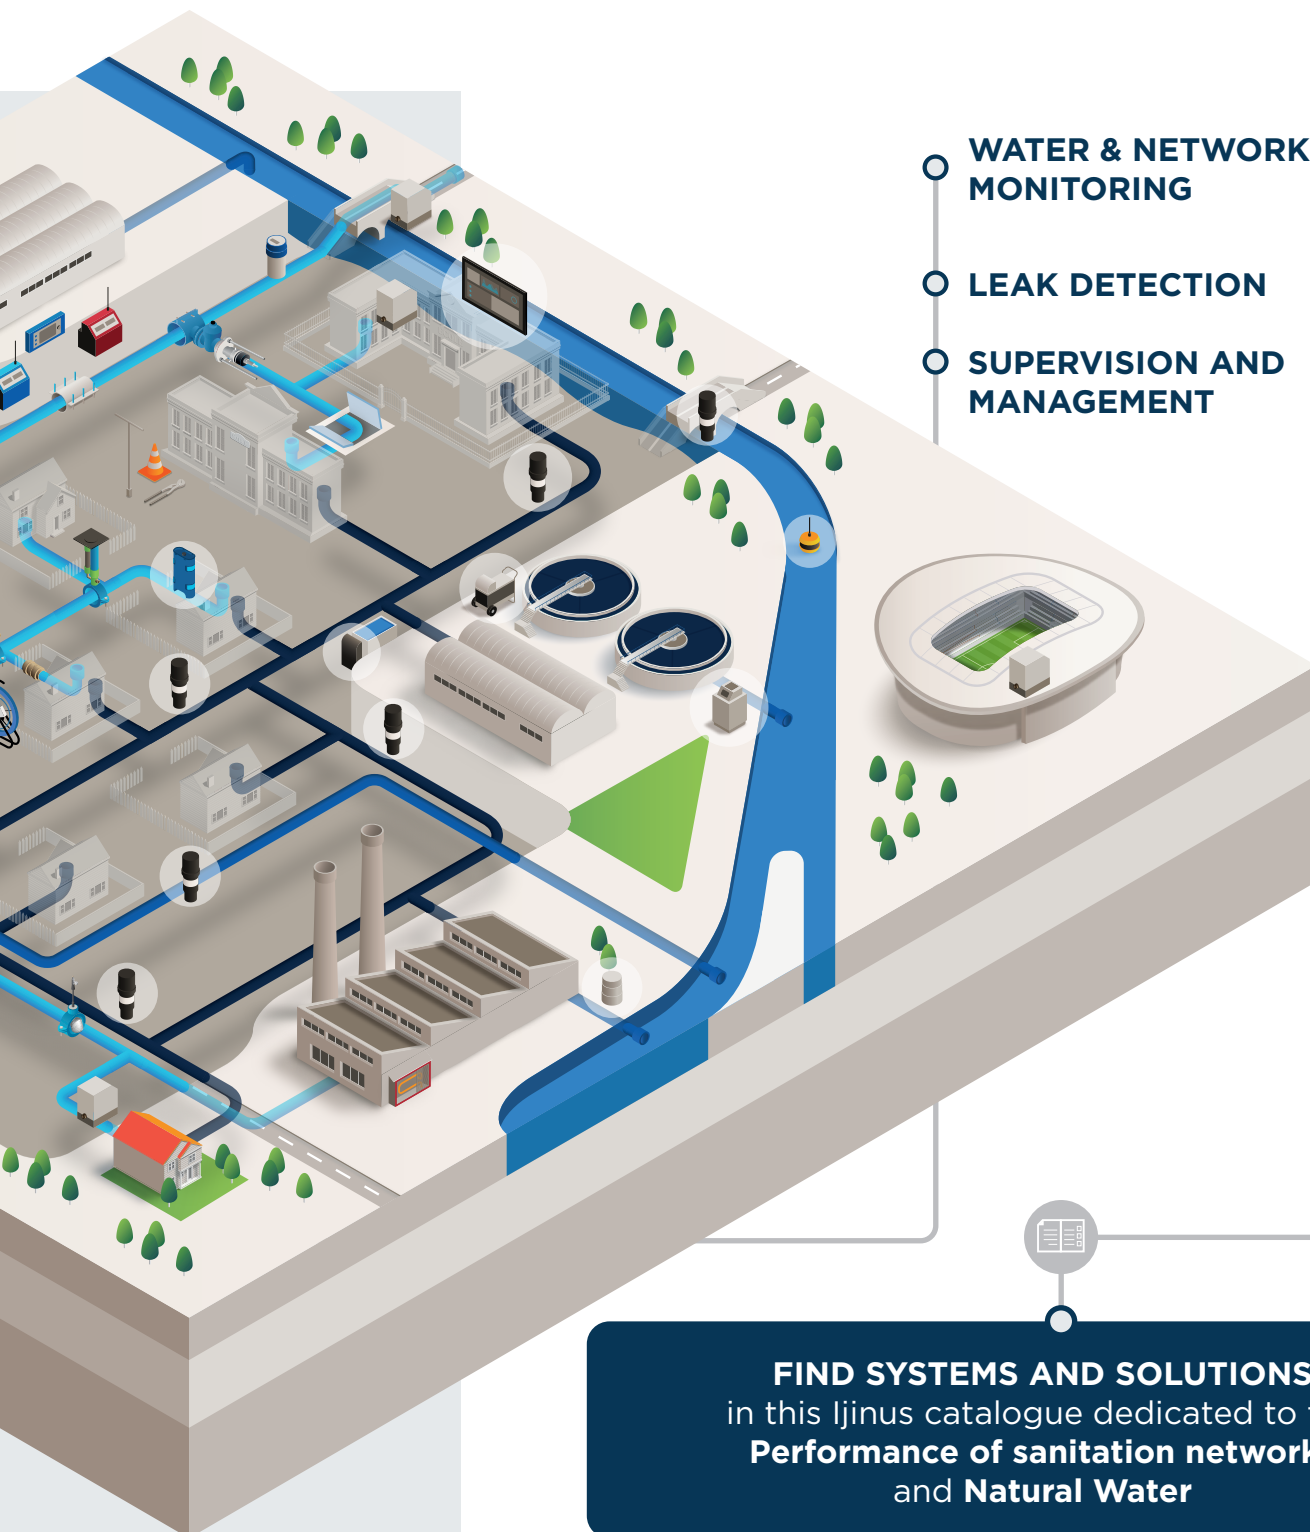 WATER & NETWORK
MONITORING
LEAK DETECTION
SUPERVISION AND
MANAGEMENT
FIND SYSTEMS AND SOLUTIONS
in this Ijinus catalogue dedicated to
Performance of sanitation network
and Natural Water